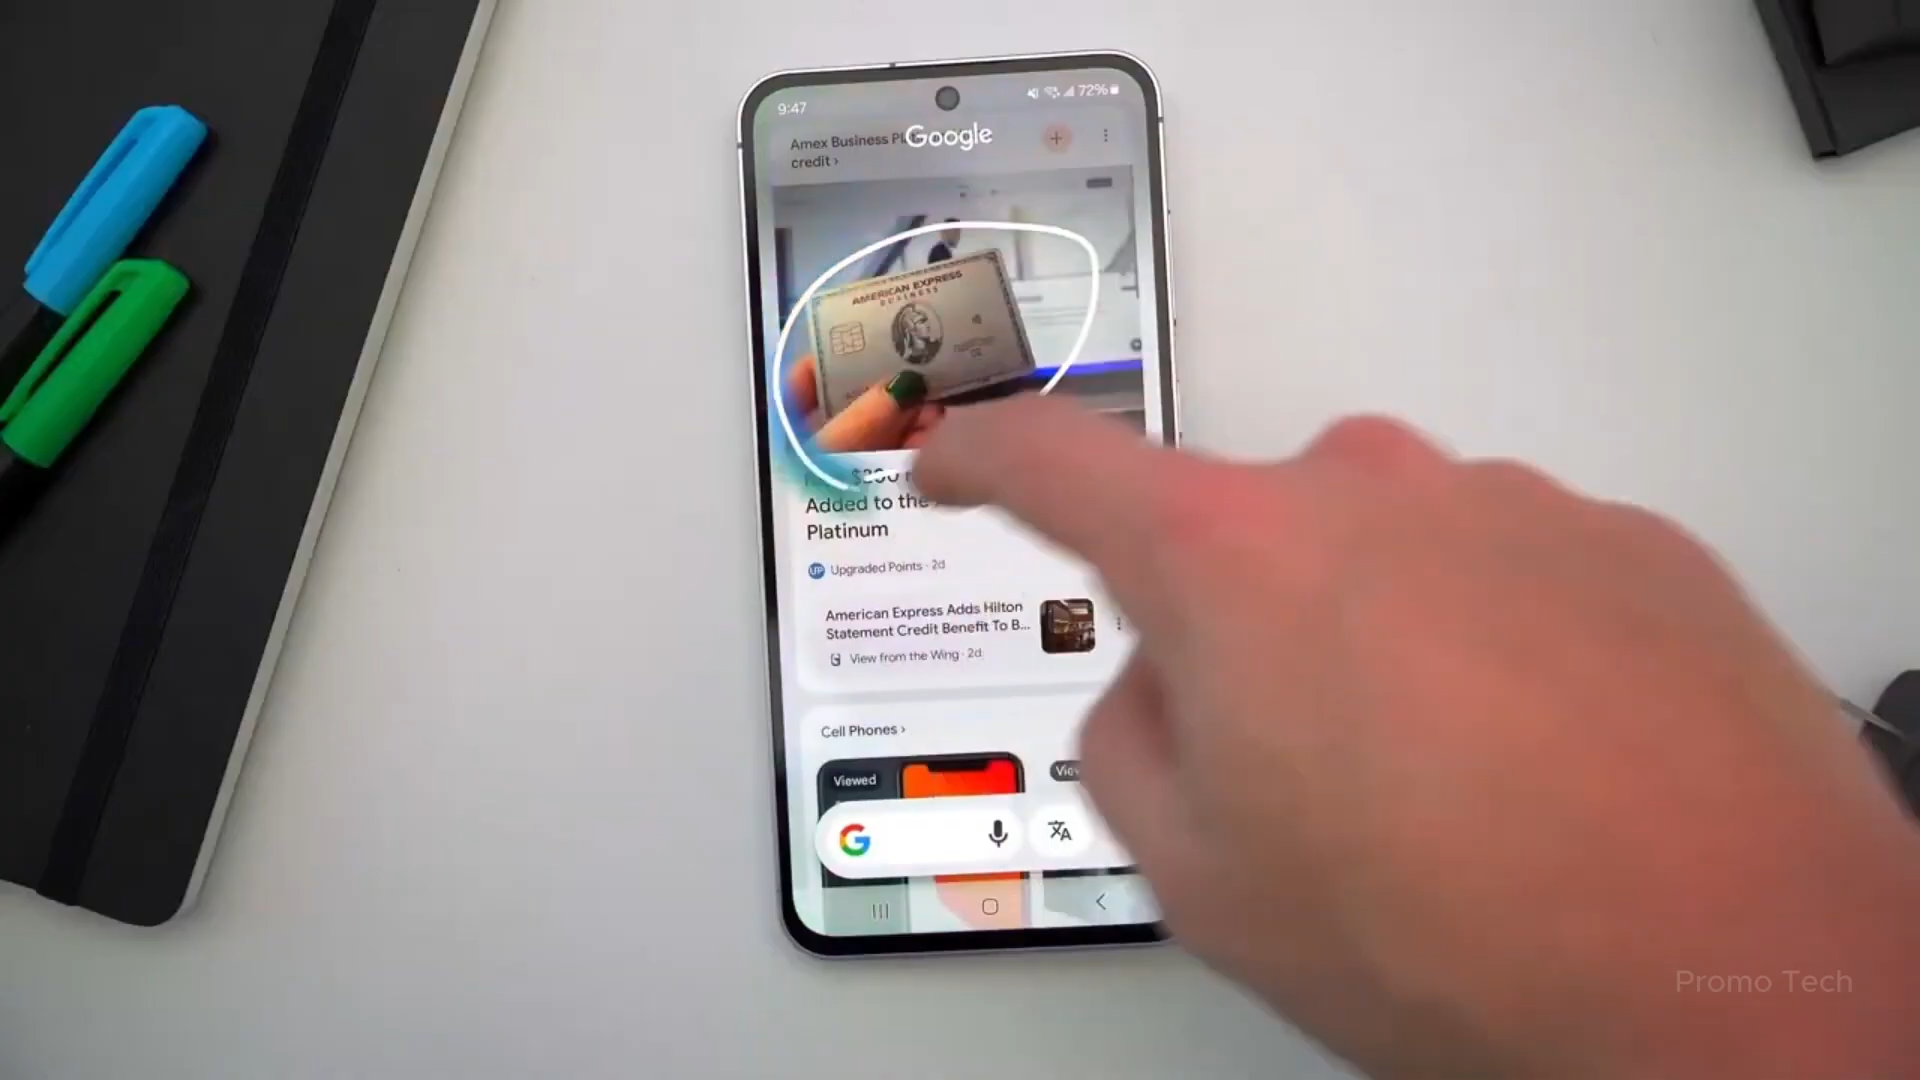 9:47
72%
Google
Amex Business
credit ›
AMERICAN EXPRESS
BUSINESS
Added to the
Platinum
UP Upgraded Points · 2d
American Express Adds Hilton
Statement Credit Benefit To B...
View from the Wing · 2d
Cell Phones ›
Viewed
G
Promo Tech